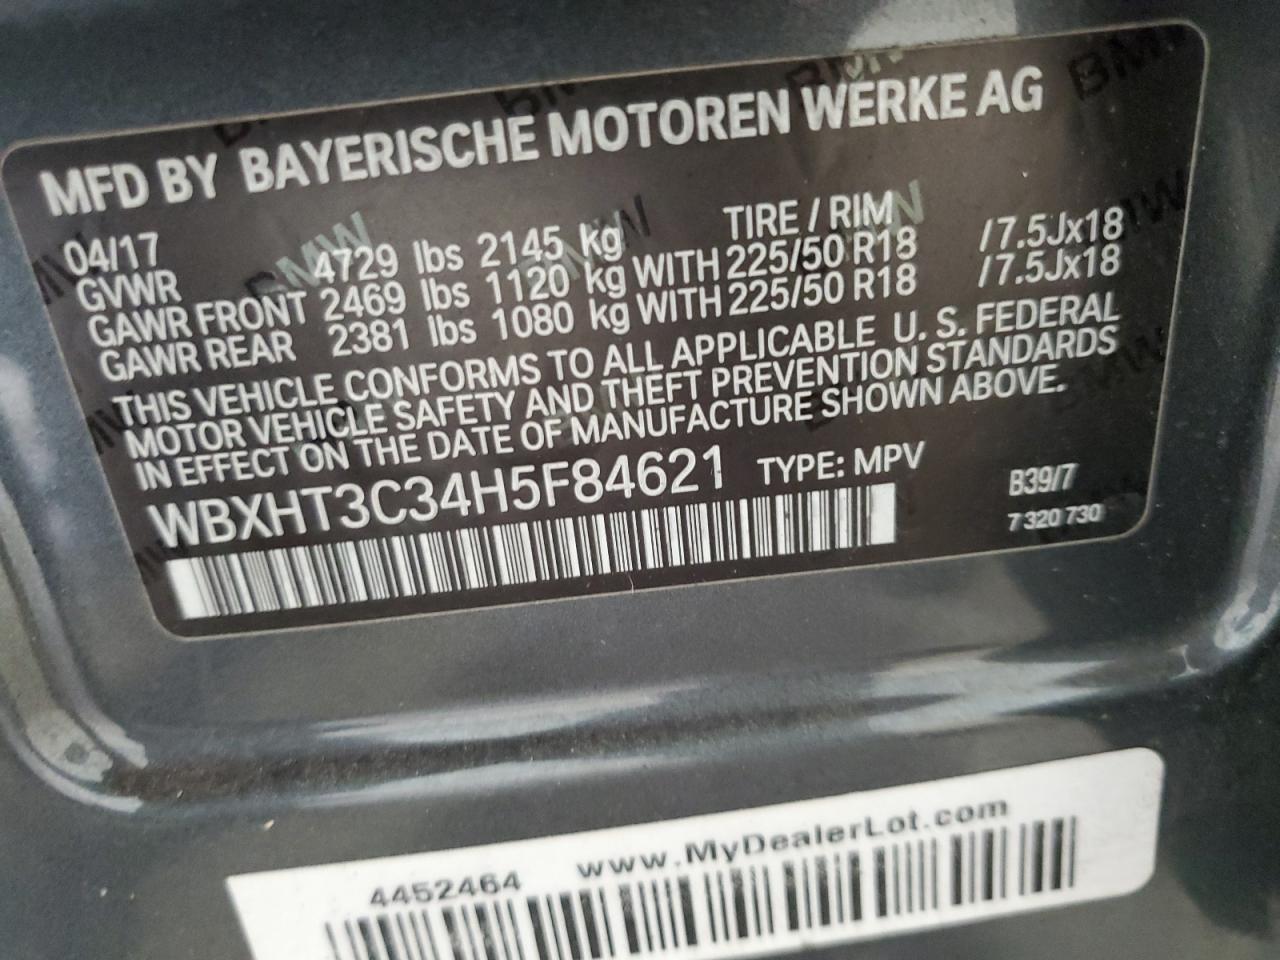 MFD BY BAYERISCHE MOTOREN WERKE AG
04/17 TIRE / RIM
GVWR 4729 lbs 2145 kg
GAWR FRONT 2469 lbs 1120 kg WITH 225/50 R18 /7.5Jx18
GAWR REAR 2381 lbs 1080 kg WITH 225/50 R18 /7.5Jx18
THIS VEHICLE CONFORMS TO ALL APPLICABLE U. S. FEDERAL
MOTOR VEHICLE SAFETY AND THEFT PREVENTION STANDARDS
IN EFFECT ON THE DATE OF MANUFACTURE SHOWN ABOVE.
WBXHT3C34H5F84621 TYPE: MPV B39/7
7 320 730
4452464 www.MyDealerLot.com